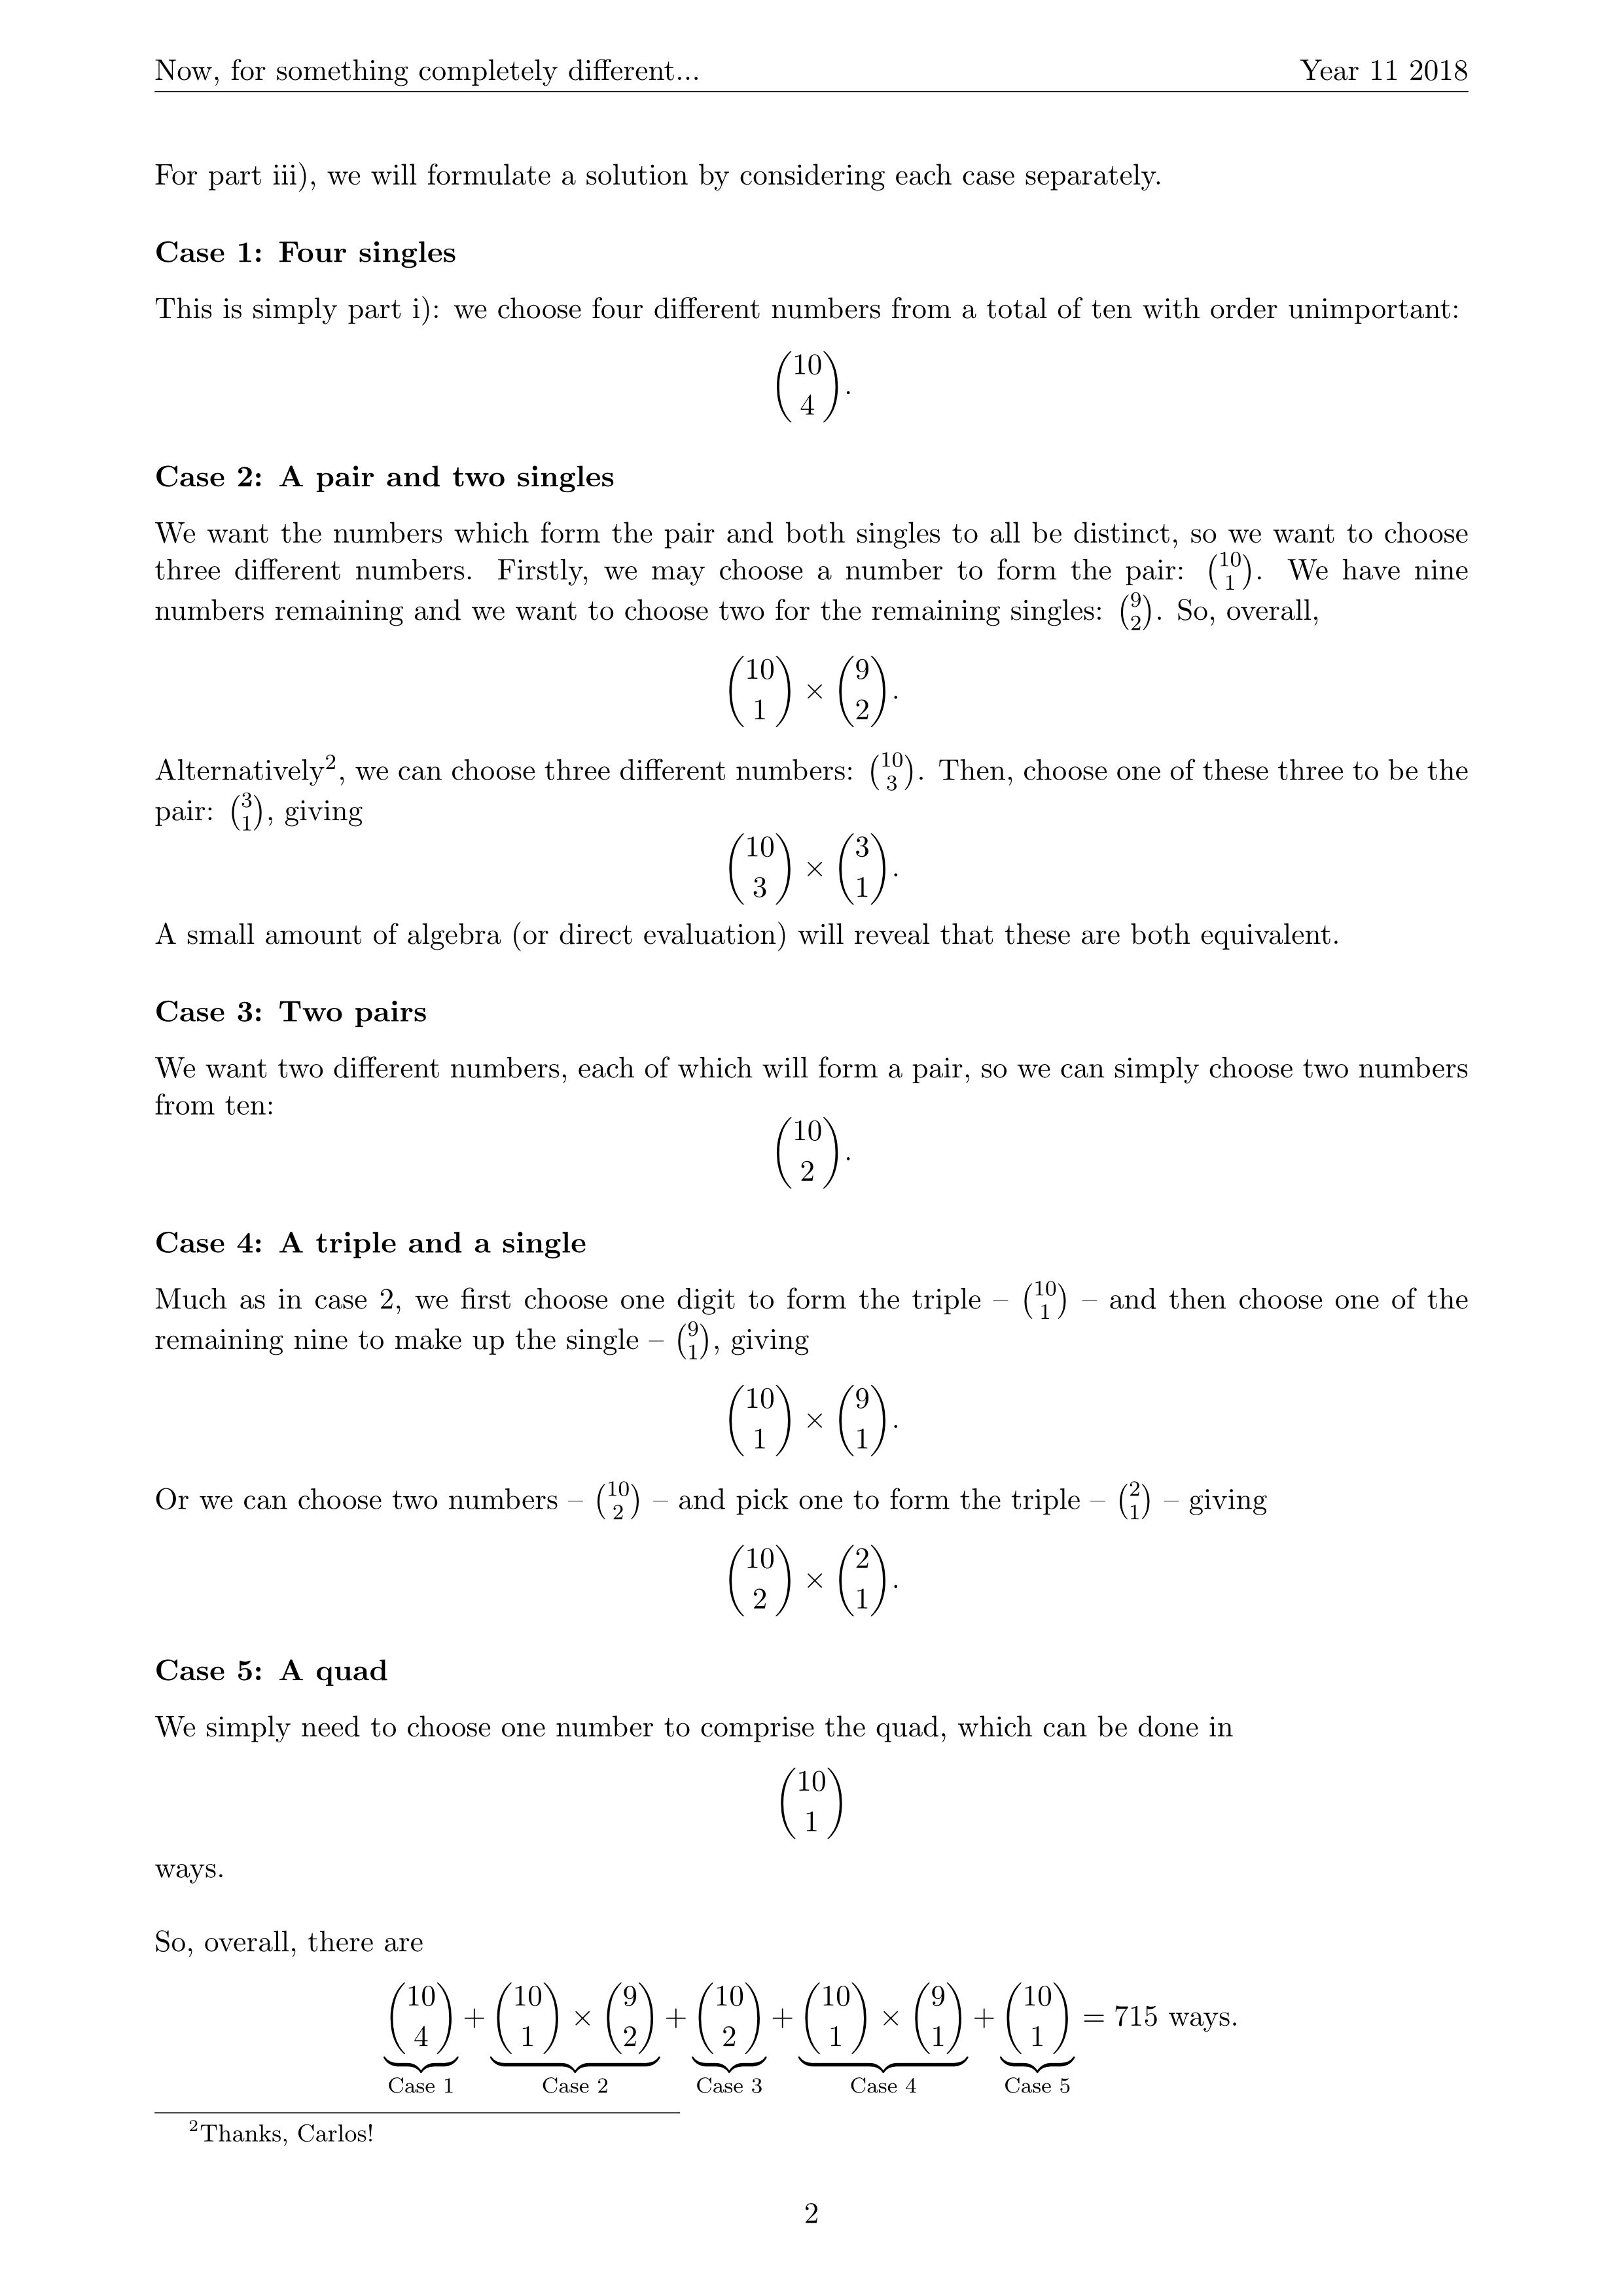 Now, for something completely different... Year 11 2018
For part iii), we will formulate a solution by considering each case separately.
Case 1: Four singles
This is simply part i): we choose four different numbers from a total of ten with order unimportant:
$\binom{10}{4}.$
Case 2: A pair and two singles
We want the numbers which form the pair and both singles to all be distinct, so we want to choose
three different numbers. Firstly, we may choose a number to form the pair: $\binom{10}{1}$. We have nine
numbers remaining and we want to choose two for the remaining singles: $\binom{9}{2}$. So, overall,
$\binom{10}{1} \times \binom{9}{2}.$
Alternatively², we can choose three different numbers: $\binom{10}{3}$. Then, choose one of these three to be the
pair: $\binom{3}{1}$, giving
$\binom{10}{3} \times \binom{3}{1}.$
A small amount of algebra (or direct evaluation) will reveal that these are both equivalent.
Case 3: Two pairs
We want two different numbers, each of which will form a pair, so we can simply choose two numbers
from ten:
$\binom{10}{2}.$
Case 4: A triple and a single
Much as in case 2, we first choose one digit to form the triple – $\binom{10}{1}$ – and then choose one of the
remaining nine to make up the single – $\binom{9}{1}$, giving
$\binom{10}{1} \times \binom{9}{1}.$
Or we can choose two numbers – $\binom{10}{2}$ – and pick one to form the triple – $\binom{2}{1}$ – giving
$\binom{10}{2} \times \binom{2}{1}.$
Case 5: A quad
We simply need to choose one number to comprise the quad, which can be done in
$\binom{10}{1}$
ways.
So, overall, there are
$\underbrace{\binom{10}{4}}_{\text{Case 1}} + \underbrace{\binom{10}{1} \times \binom{9}{2}}_{\text{Case 2}} + \underbrace{\binom{10}{2}}_{\text{Case 3}} + \underbrace{\binom{10}{1} \times \binom{9}{1}}_{\text{Case 4}} + \underbrace{\binom{10}{1}}_{\text{Case 5}} = 715 \text{ ways.}$
²Thanks, Carlos!
2